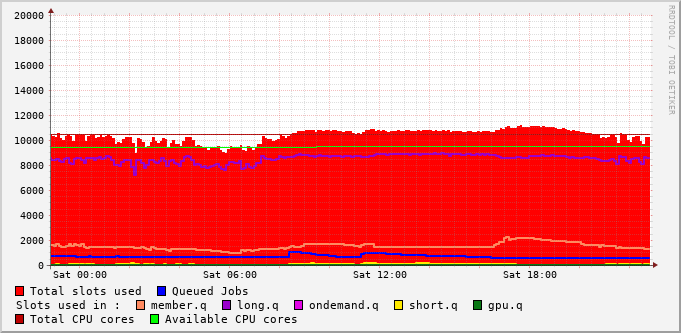 20000
18000
16000
14000
12000
10000
8000
6000
4000
2000
0
Sat 00:00 Sat 06:00 Sat 12:00 Sat 18:00
Total slots used Queued Jobs
Slots used in : member.q long.q ondemand.q short.q gpu.q
Total CPU cores Available CPU cores
RRDTOOL / TOBI OETIKER